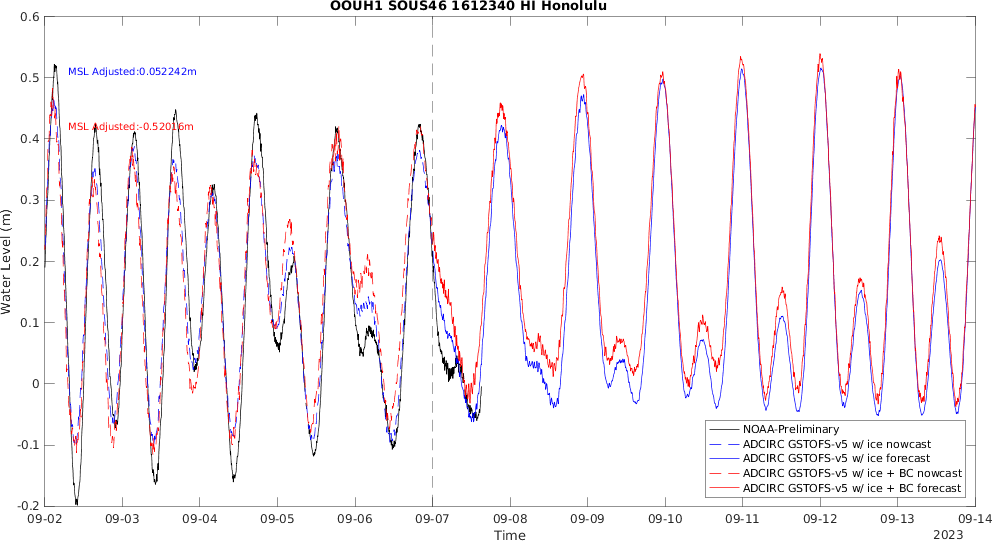 OOUH1 SOUS46 1612340 HI Honolulu
0.6
0.5
0.4
0.3
0.2
0.1
0
-0.1
-0.2
Water Level (m)
MSL Adjusted:0.052242m
MSL Adjusted:-0.52016m
NOAA-Preliminary
ADCIRC GSTOFS-v5 w/ ice nowcast
ADCIRC GSTOFS-v5 w/ ice forecast
ADCIRC GSTOFS-v5 w/ ice + BC nowcast
ADCIRC GSTOFS-v5 w/ ice + BC forecast
09-02 09-03 09-04 09-05 09-06 09-07 09-08 09-09 09-10 09-11 09-12 09-13 09-14
Time
2023